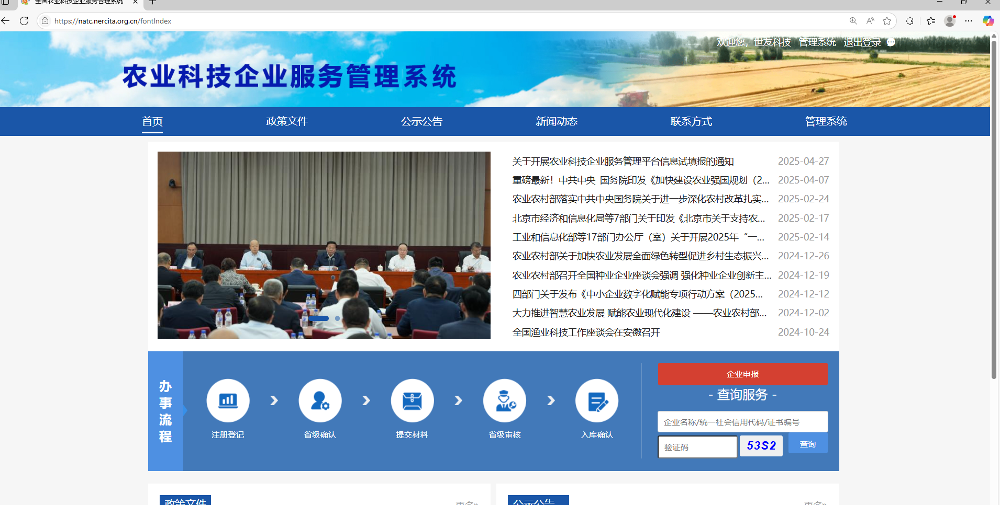 全国农业科技企业服务管理系统
https://natc.nercita.org.cn/fontIndex
欢迎您，世友科技 管理系统 退出登录
农业科技企业服务管理系统
首页 政策文件 公示公告 新闻动态 联系方式 管理系统
关于开展农业科技企业服务管理平台信息试填报的通知 2025-04-27
重磅最新！中共中央 国务院印发《加快建设农业强国规划（2... 2025-04-07
农业农村部落实中共中央国务院关于进一步深化农村改革扎实... 2025-02-24
北京市经济和信息化局等7部门关于印发《北京市关于支持农... 2025-02-17
工业和信息化部等17部门办公厅（室）关于开展2025年“一... 2025-02-14
农业农村部关于加快农业发展全面绿色转型促进乡村生态振兴... 2024-12-26
农业农村部召开全国种业企业座谈会强调 强化种业企业创新主... 2024-12-19
四部门关于发布《中小企业数字化赋能专项行动方案（2025... 2024-12-12
大力推进智慧农业发展 赋能农业现代化建设 ——农业农村部... 2024-12-02
全国渔业科技工作座谈会在安徽召开 2024-10-24
办事流程
注册登记 省级确认 提交材料 省级审核 入库确认
企业申报
- 查询服务 -
企业名称/统一社会信用代码/证书编号
验证码 53S2 查询
政策文件 更多»
公示公告 更多»